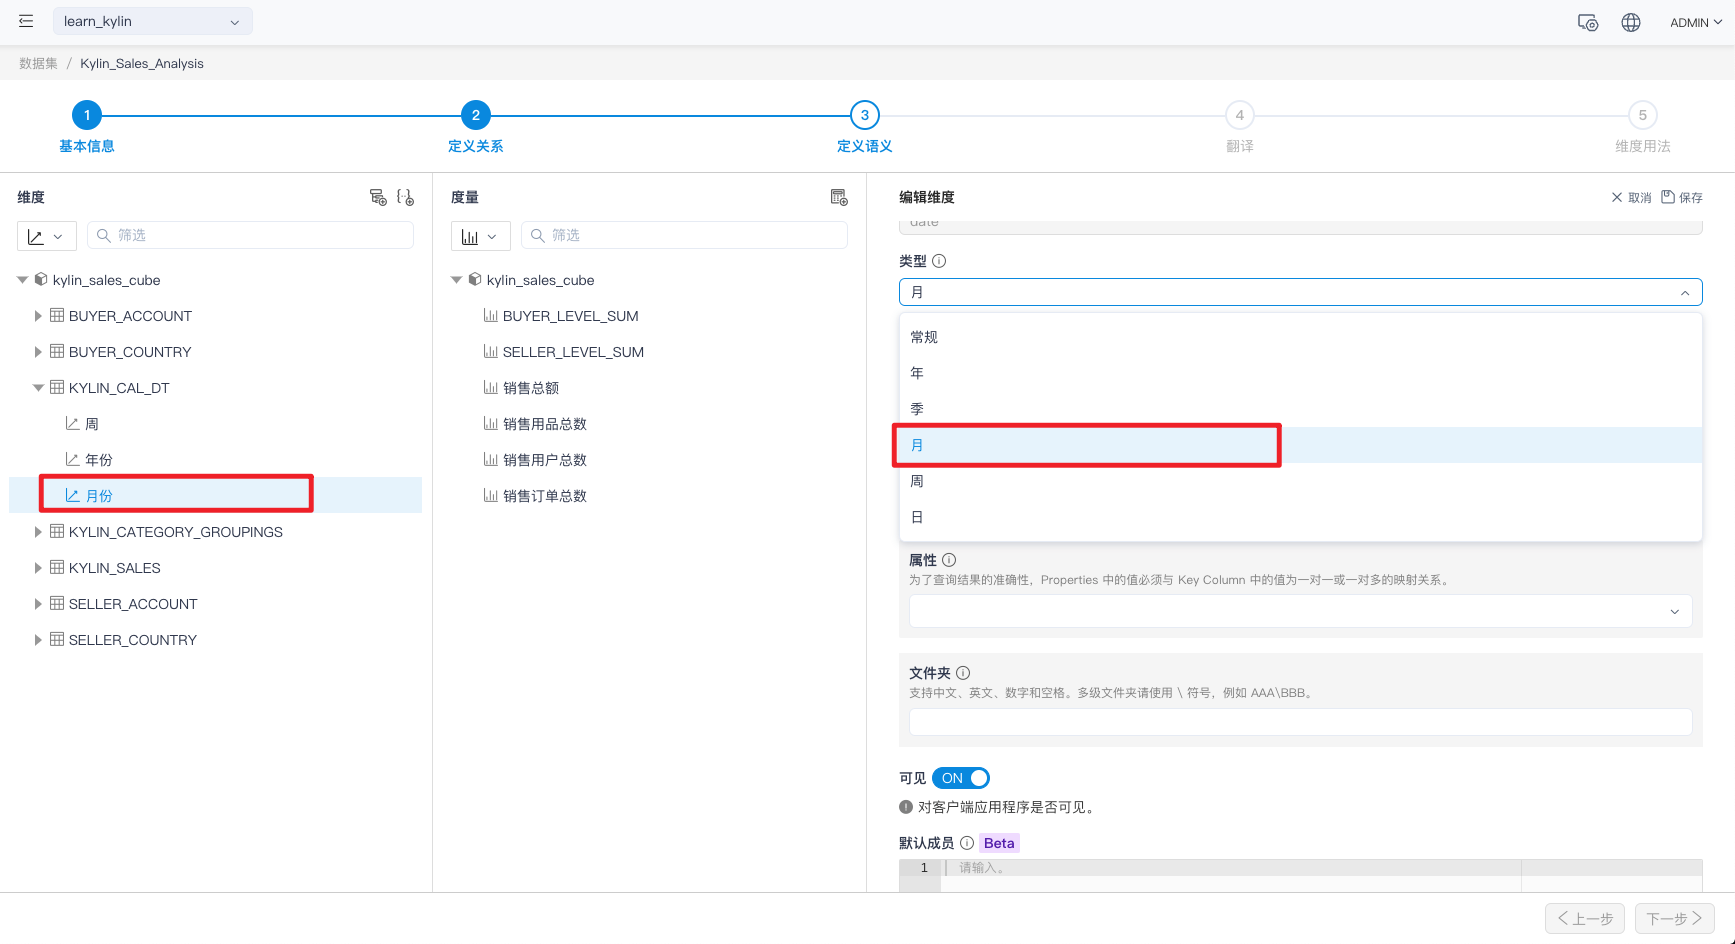 learn_kylin
ADMIN
数据集 / Kylin_Sales_Analysis
1 基本信息
2 定义关系
3 定义语义
4 翻译
5 维度用法
维度
筛选
kylin_sales_cube
BUYER_ACCOUNT
BUYER_COUNTRY
KYLIN_CAL_DT
周
年份
月份
KYLIN_CATEGORY_GROUPINGS
KYLIN_SALES
SELLER_ACCOUNT
SELLER_COUNTRY
度量
筛选
kylin_sales_cube
BUYER_LEVEL_SUM
SELLER_LEVEL_SUM
销售总额
销售用品总数
销售用户总数
销售订单总数
编辑维度
取消 保存
date
类型
月
常规
年
季
月
周
日
属性
为了查询结果的准确性，Properties 中的值必须与 Key Column 中的值为一对一或一对多的映射关系。
文件夹
支持中文、英文、数字和空格。多级文件夹请使用 \ 符号，例如 AAA\BBB。
可见 ON
对客户端应用程序是否可见。
默认成员 Beta
1 请输入。
上一步 下一步